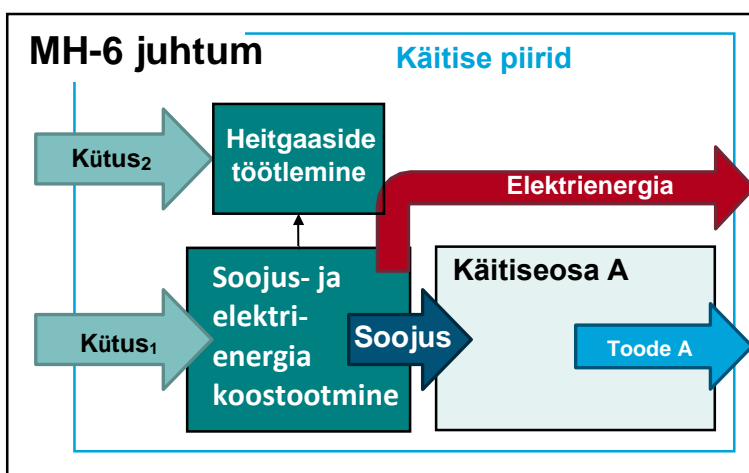 MH-6 juhtum
Käitise piirid
Kütus₂
Heitgaaside
töötlemine
Elektrienergia
Kütus₁
Soojus- ja
elektri-
energia
koostootmine
Soojus
Käitiseosa A
Toode A